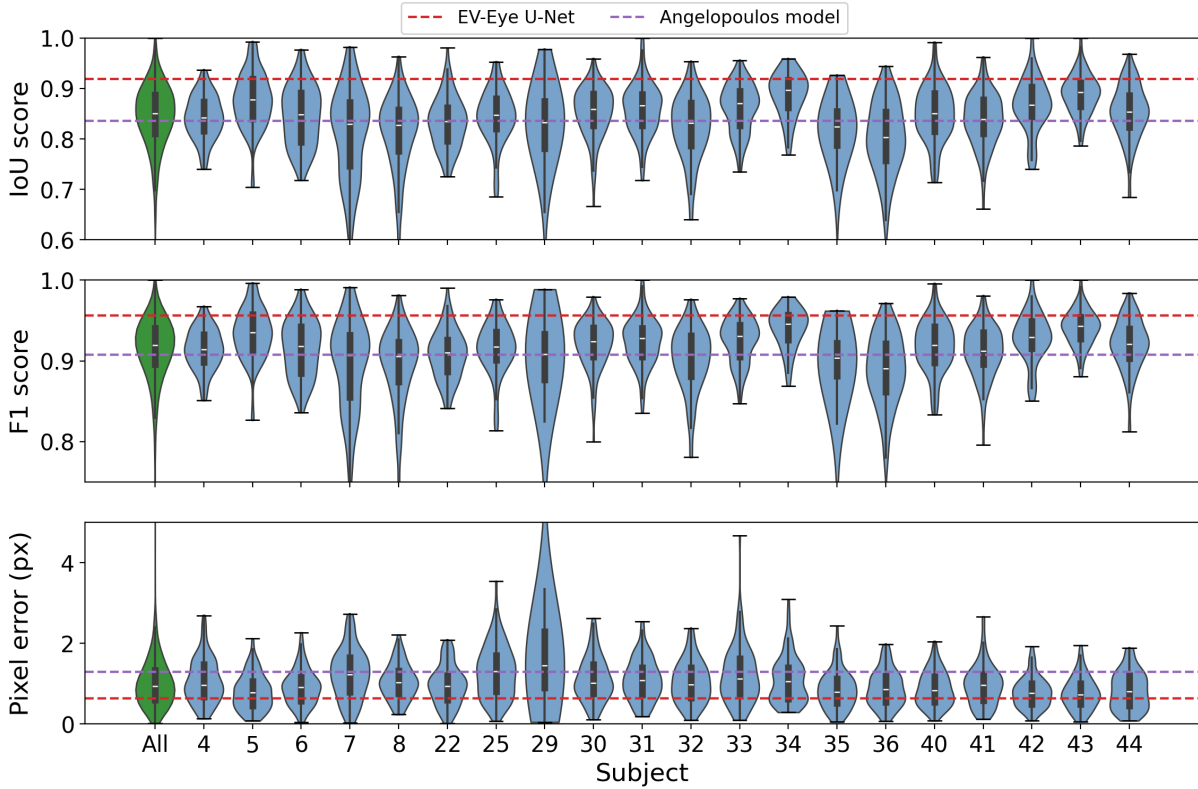 EV-Eye U-Net Angelopoulos model
IoU score
1.0
0.9
0.8
0.7
0.6
F1 score
1.0
0.9
0.8
Pixel error (px)
4
2
0
All 4 5 6 7 8 22 25 29 30 31 32 33 34 35 36 40 41 42 43 44
Subject